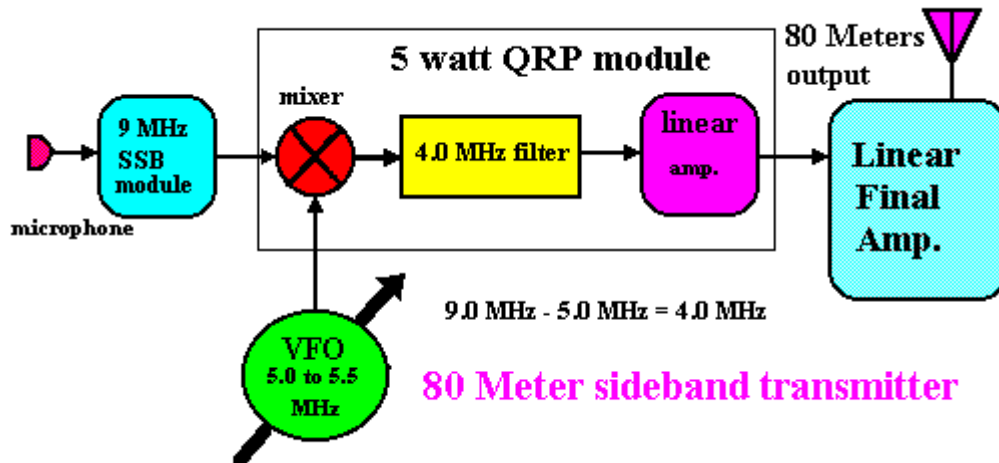 80 Meters
output
5 watt QRP module
mixer
9 MHz
SSB
module
microphone
4.0 MHz filter
linear
amp.
Linear
Final
Amp.
9.0 MHz - 5.0 MHz = 4.0 MHz
VFO
5.0 to 5.5
MHz
80 Meter sideband transmitter